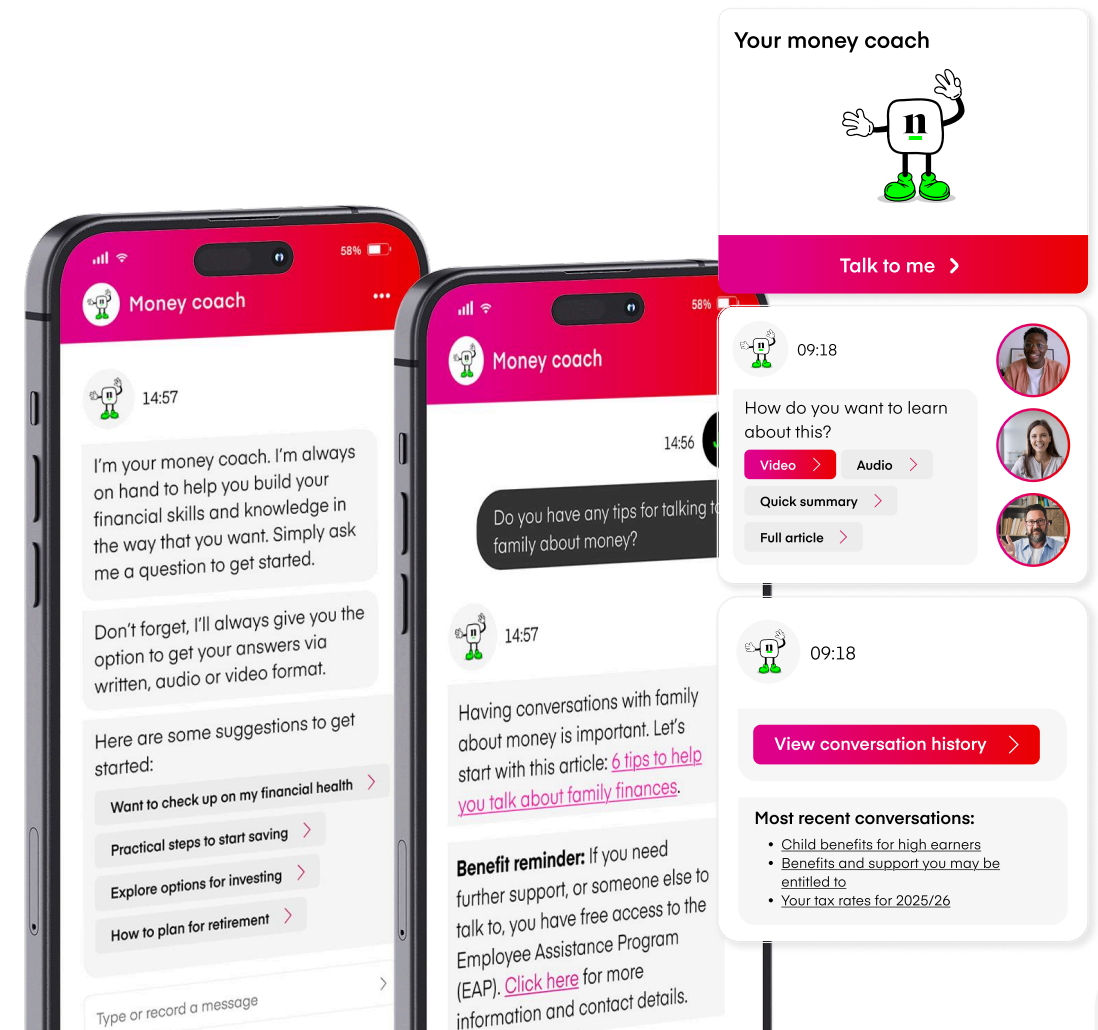 58%
Money coach
14:57
I'm your money coach. I'm always
on hand to help you build your
financial skills and knowledge in
the way that you want. Simply ask
me a question to get started.
Don't forget, I'll always give you the
option to get your answers via
written, audio or video format.
Here are some suggestions to get
started:
Want to check up on my financial health
Practical steps to start saving
Explore options for investing
How to plan for retirement
Type or record a message
58%
Money coach
14:56
Do you have any tips for talking to
family about money?
14:57
Having conversations with family
about money is important. Let's
start with this article: 6 tips to help
you talk about family finances.
Benefit reminder: If you need
further support, or someone else to
talk to, you have free access to the
Employee Assistance Program
(EAP). Click here for more
information and contact details.
Your money coach
n
Talk to me
09:18
How do you want to learn
about this?
Video
Audio
Quick summary
Full article
09:18
View conversation history
Most recent conversations:
• Child benefits for high earners
• Benefits and support you may be
entitled to
• Your tax rates for 2025/26